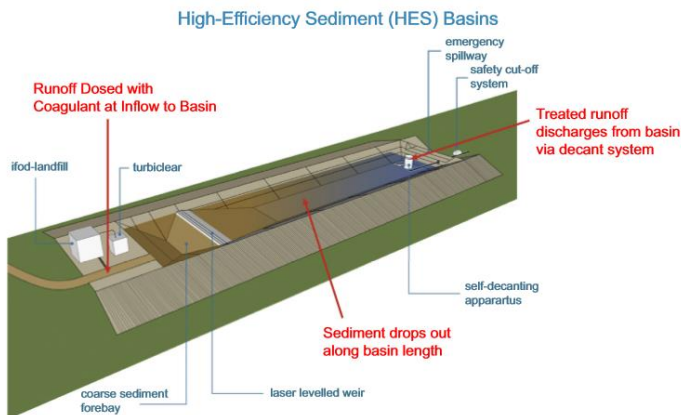 High-Efficiency Sediment (HES) Basins
emergency
spillway
safety cut-off
system
Runoff Dosed with
Coagulant at Inflow to Basin
Treated runoff
discharges from basin
via decant system
ifod-landfill
turbiclear
self-decanting
apparartus
Sediment drops out
along basin length
coarse sediment
forebay
laser levelled weir